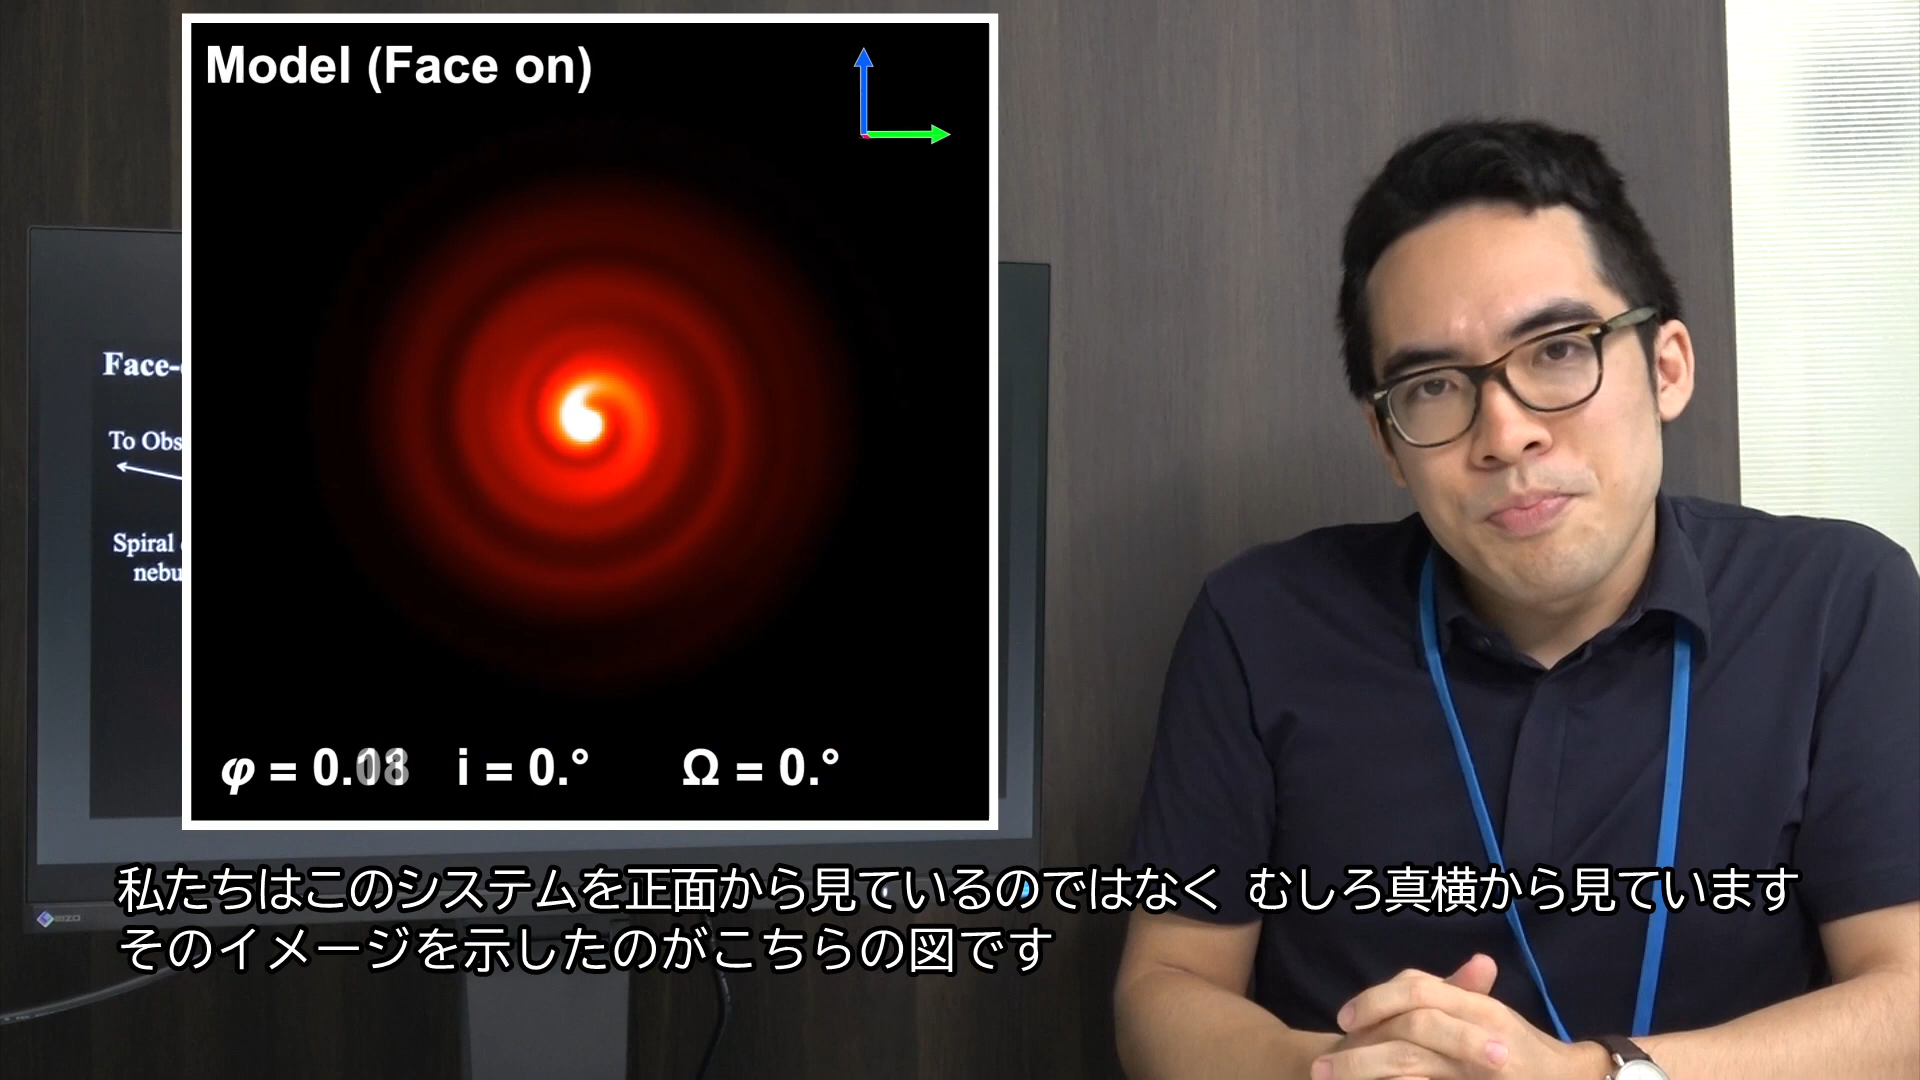 Model (Face on)
Face-
To Obs
Spiral
nebu
φ = 0. i = 0.° Ω = 0.°
EIZO
私たちはこのシステムを正面から見ているのではなく むしろ真横から見ています
そのイメージを示したのがこちらの図です